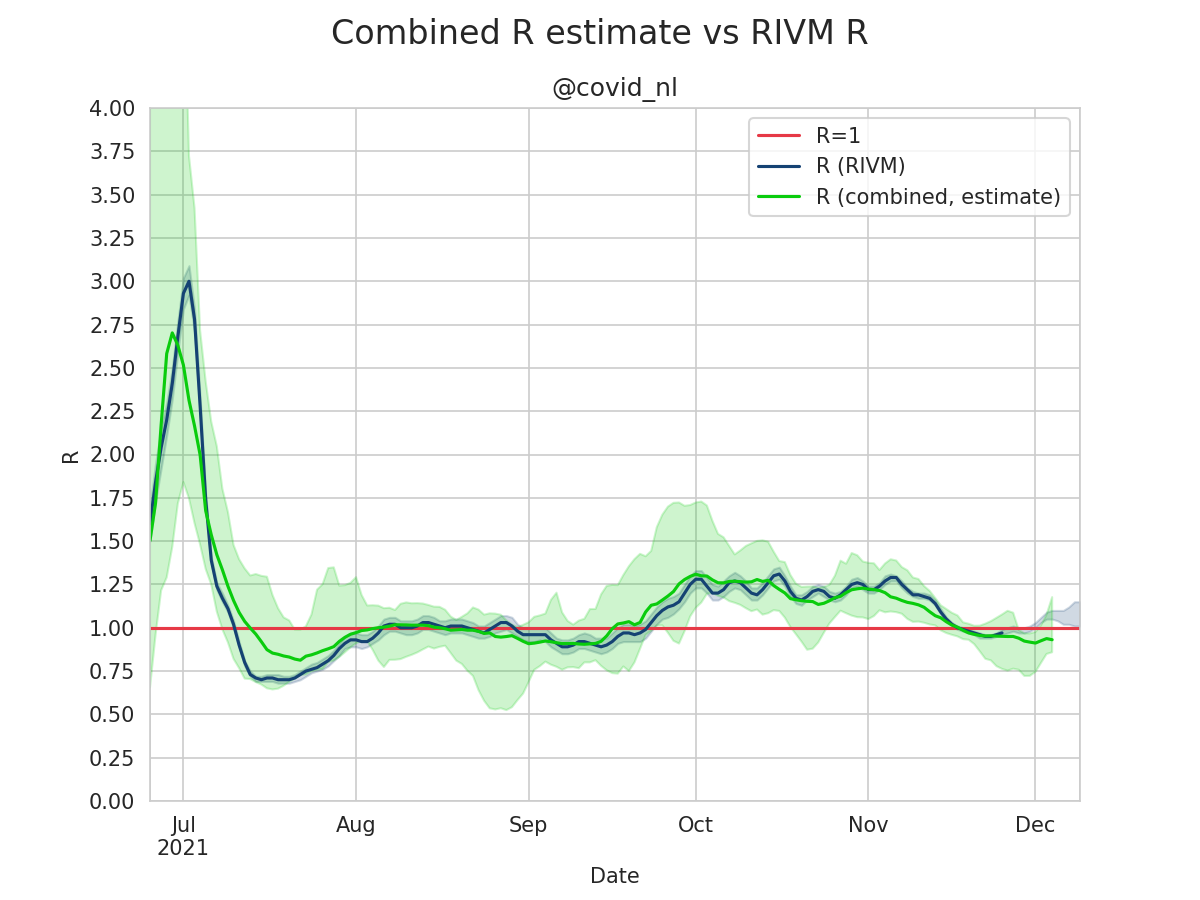 Combined R estimate vs RIVM R
@covid_nl
R=1
R (RIVM)
R (combined, estimate)
4.00
3.75
3.50
3.25
3.00
2.75
2.50
2.25
2.00
1.75
1.50
1.25
1.00
0.75
0.50
0.25
0.00
R
Jul Aug Sep Oct Nov Dec
2021
Date